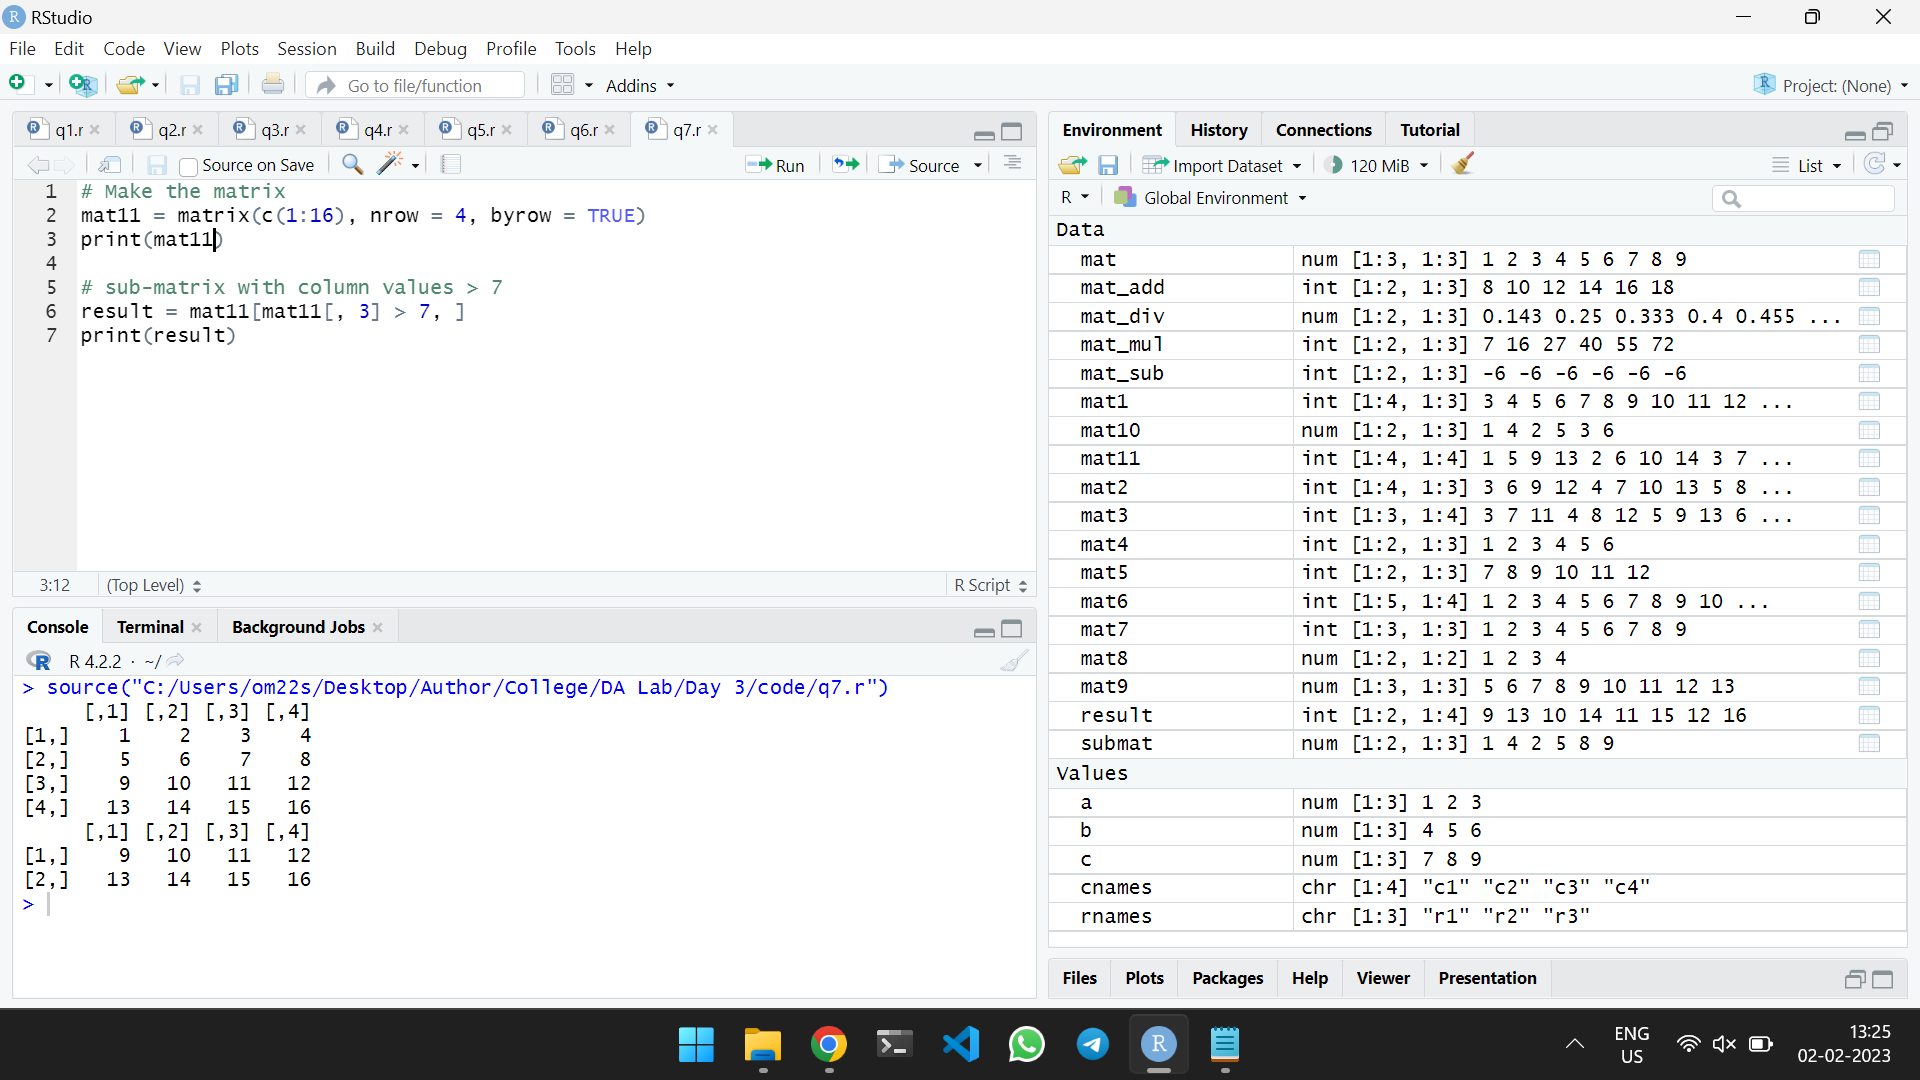 RStudio
File Edit Code View Plots Session Build Debug Profile Tools Help
Go to file/function Addins Project: (None)
q1.r q2.r q3.r q4.r q5.r q6.r q7.r
Source on Save Run Source
1 # Make the matrix
2 mat11 = matrix(c(1:16), nrow = 4, byrow = TRUE)
3 print(mat11)
4
5 # sub-matrix with column values > 7
6 result = mat11[mat11[, 3] > 7, ]
7 print(result)
3:12 (Top Level) R Script
Console Terminal Background Jobs
R 4.2.2 · ~/
> source("C:/Users/om22s/Desktop/Author/College/DA Lab/Day 3/code/q7.r")
[,1] [,2] [,3] [,4]
[1,] 1 2 3 4
[2,] 5 6 7 8
[3,] 9 10 11 12
[4,] 13 14 15 16
[,1] [,2] [,3] [,4]
[1,] 9 10 11 12
[2,] 13 14 15 16
>
Environment History Connections Tutorial
Import Dataset 120 MiB List
R Global Environment
Data
mat num [1:3, 1:3] 1 2 3 4 5 6 7 8 9
mat_add int [1:2, 1:3] 8 10 12 14 16 18
mat_div num [1:2, 1:3] 0.143 0.25 0.333 0.4 0.455 ...
mat_mul int [1:2, 1:3] 7 16 27 40 55 72
mat_sub int [1:2, 1:3] -6 -6 -6 -6 -6 -6
mat1 int [1:4, 1:3] 3 4 5 6 7 8 9 10 11 12 ...
mat10 num [1:2, 1:3] 1 4 2 5 3 6
mat11 int [1:4, 1:4] 1 5 9 13 2 6 10 14 3 7 ...
mat2 int [1:4, 1:3] 3 6 9 12 4 7 10 13 5 8 ...
mat3 int [1:3, 1:4] 3 7 11 4 8 12 5 9 13 6 ...
mat4 int [1:2, 1:3] 1 2 3 4 5 6
mat5 int [1:2, 1:3] 7 8 9 10 11 12
mat6 int [1:5, 1:4] 1 2 3 4 5 6 7 8 9 10 ...
mat7 int [1:3, 1:3] 1 2 3 4 5 6 7 8 9
mat8 num [1:2, 1:2] 1 2 3 4
mat9 num [1:3, 1:3] 5 6 7 8 9 10 11 12 13
result int [1:2, 1:4] 9 13 10 14 11 15 12 16
submat num [1:2, 1:3] 1 4 2 5 8 9
Values
a num [1:3] 1 2 3
b num [1:3] 4 5 6
c num [1:3] 7 8 9
cnames chr [1:4] "c1" "c2" "c3" "c4"
rnames chr [1:3] "r1" "r2" "r3"
Files Plots Packages Help Viewer Presentation
ENG
US
13:25
02-02-2023